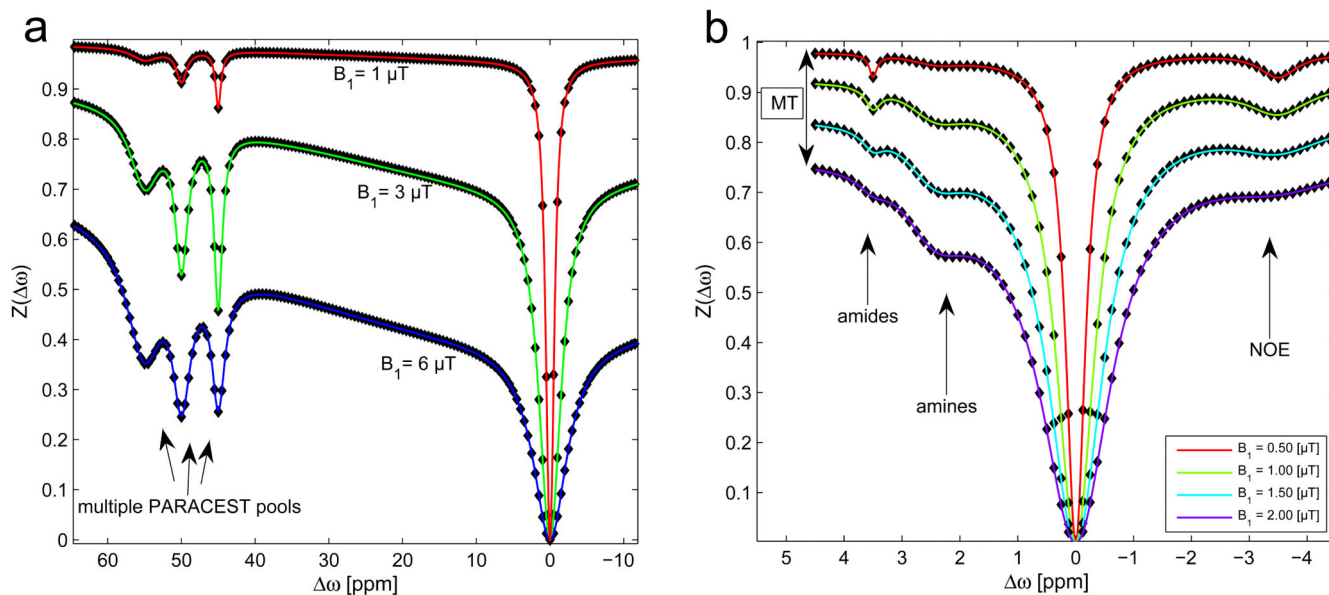 a
Z(Δω)
0.9
0.8
0.7
0.6
0.5
0.4
0.3
0.2
0.1
0
B1= 1 μT
B1= 3 μT
B1= 6 μT
multiple PARACEST pools
60 50 40 30 20 10 0 −10
Δω [ppm]
b
Z(Δω)
1
0.9
0.8
0.7
0.6
0.5
0.4
0.3
0.2
0.1
MT
amides
amines
NOE
B1 = 0.50 [μT]
B1 = 1.00 [μT]
B1 = 1.50 [μT]
B1 = 2.00 [μT]
5 4 3 2 1 0 −1 −2 −3 −4
Δω [ppm]